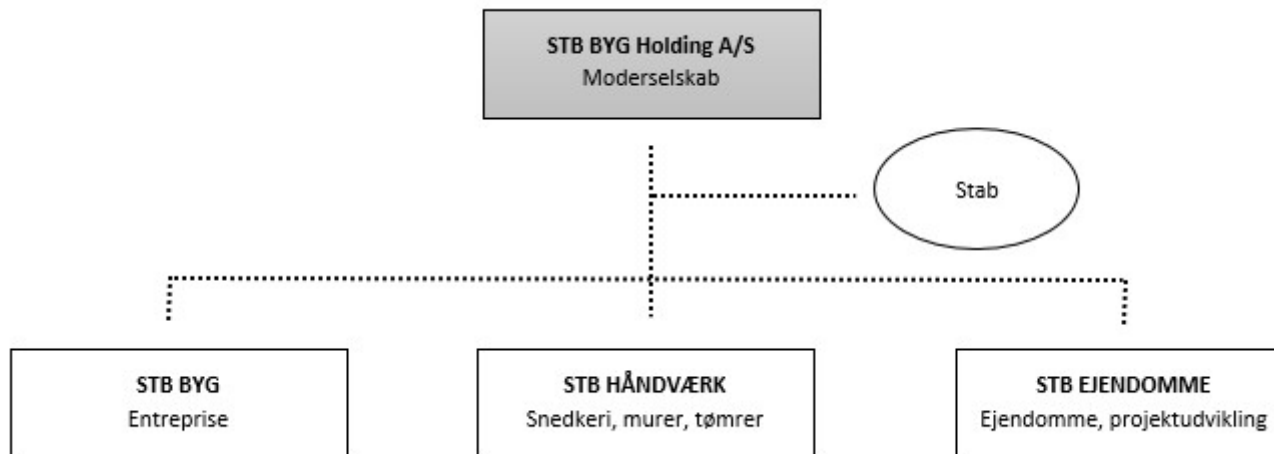 STB BYG Holding A/S
Moderselskab
Stab
STB BYG
Entreprise
STB HÅNDVÆRK
Snedkeri, murer, tømrer
STB EJENDOMME
Ejendomme, projektudvikling